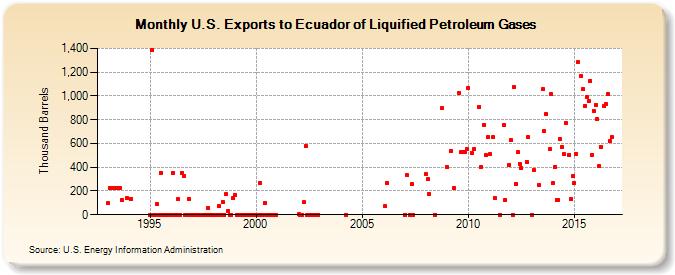 Monthly U.S. Exports to Ecuador of Liquified Petroleum Gases
Thousand Barrels
1,400
1,200
1,000
800
600
400
200
0
1995 2000 2005 2010 2015
Source: U.S. Energy Information Administration